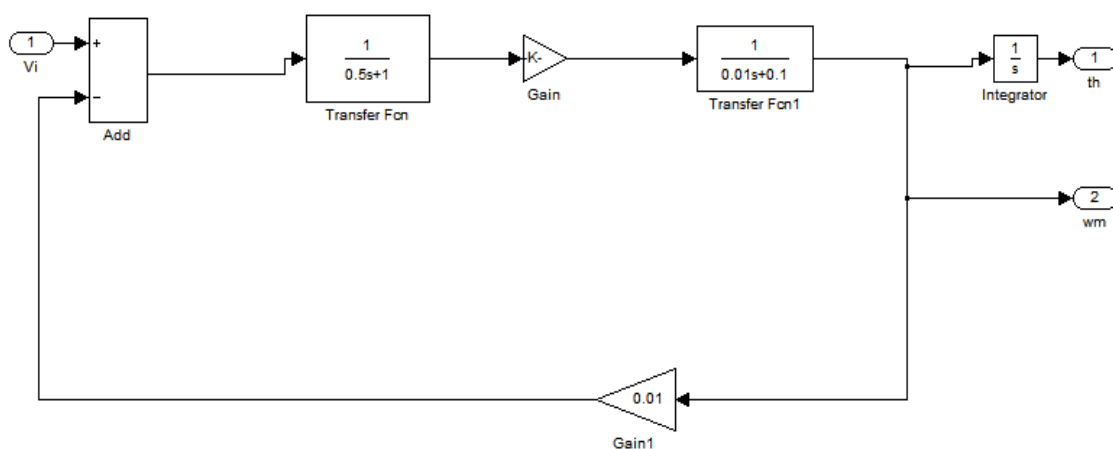 1
Vi
+
−
Add
1
0.5s+1
Transfer Fcn
-K-
Gain
1
0.01s+0.1
Transfer Fcn1
1
s
Integrator
1
th
2
wm
0.01
Gain1